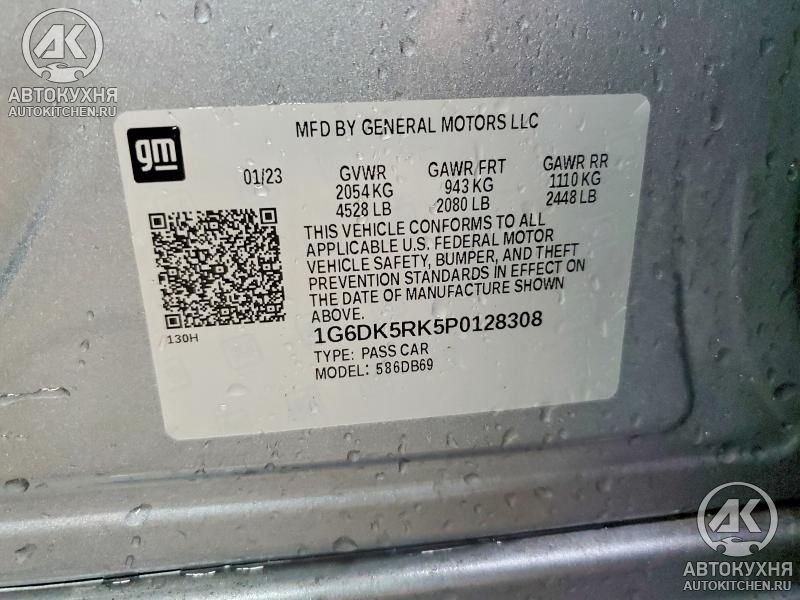 AK
АВТОКУХНЯ
AUTOKITCHEN.RU
gm
MFD BY GENERAL MOTORS LLC
01/23
GVWR
2054 KG
4528 LB
GAWR FRT
943 KG
2080 LB
GAWR RR
1110 KG
2448 LB
THIS VEHICLE CONFORMS TO ALL
APPLICABLE U.S. FEDERAL MOTOR
VEHICLE SAFETY, BUMPER, AND THEFT
PREVENTION STANDARDS IN EFFECT ON
THE DATE OF MANUFACTURE SHOWN
ABOVE.
130H
1G6DK5RK5P0128308
TYPE: PASS CAR
MODEL: 586DB69
AK
АВТОКУХНЯ
AUTOKITCHEN.RU